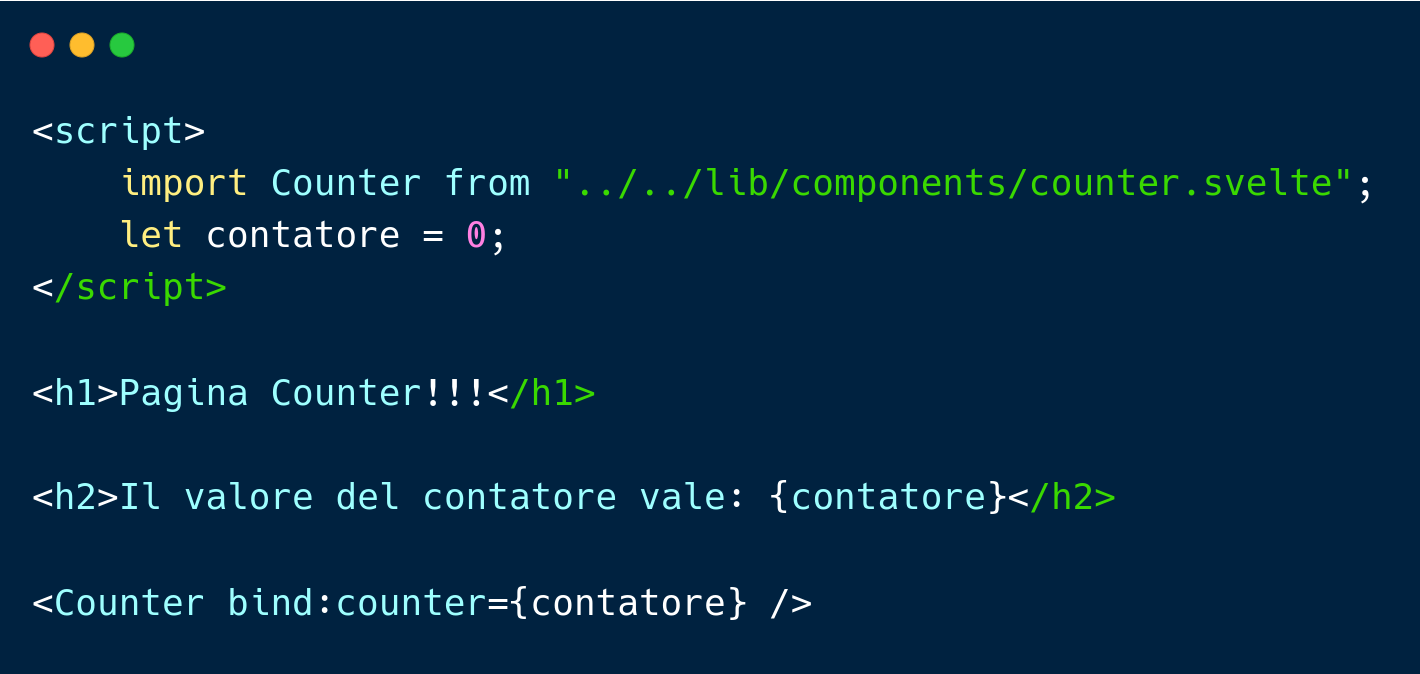 <script>
    import Counter from "../../lib/components/counter.svelte";
    let contatore = 0;
</script>
<h1>Pagina Counter!!!</h1>
<h2>Il valore del contatore vale: {contatore}</h2>
<Counter bind:counter={contatore} />